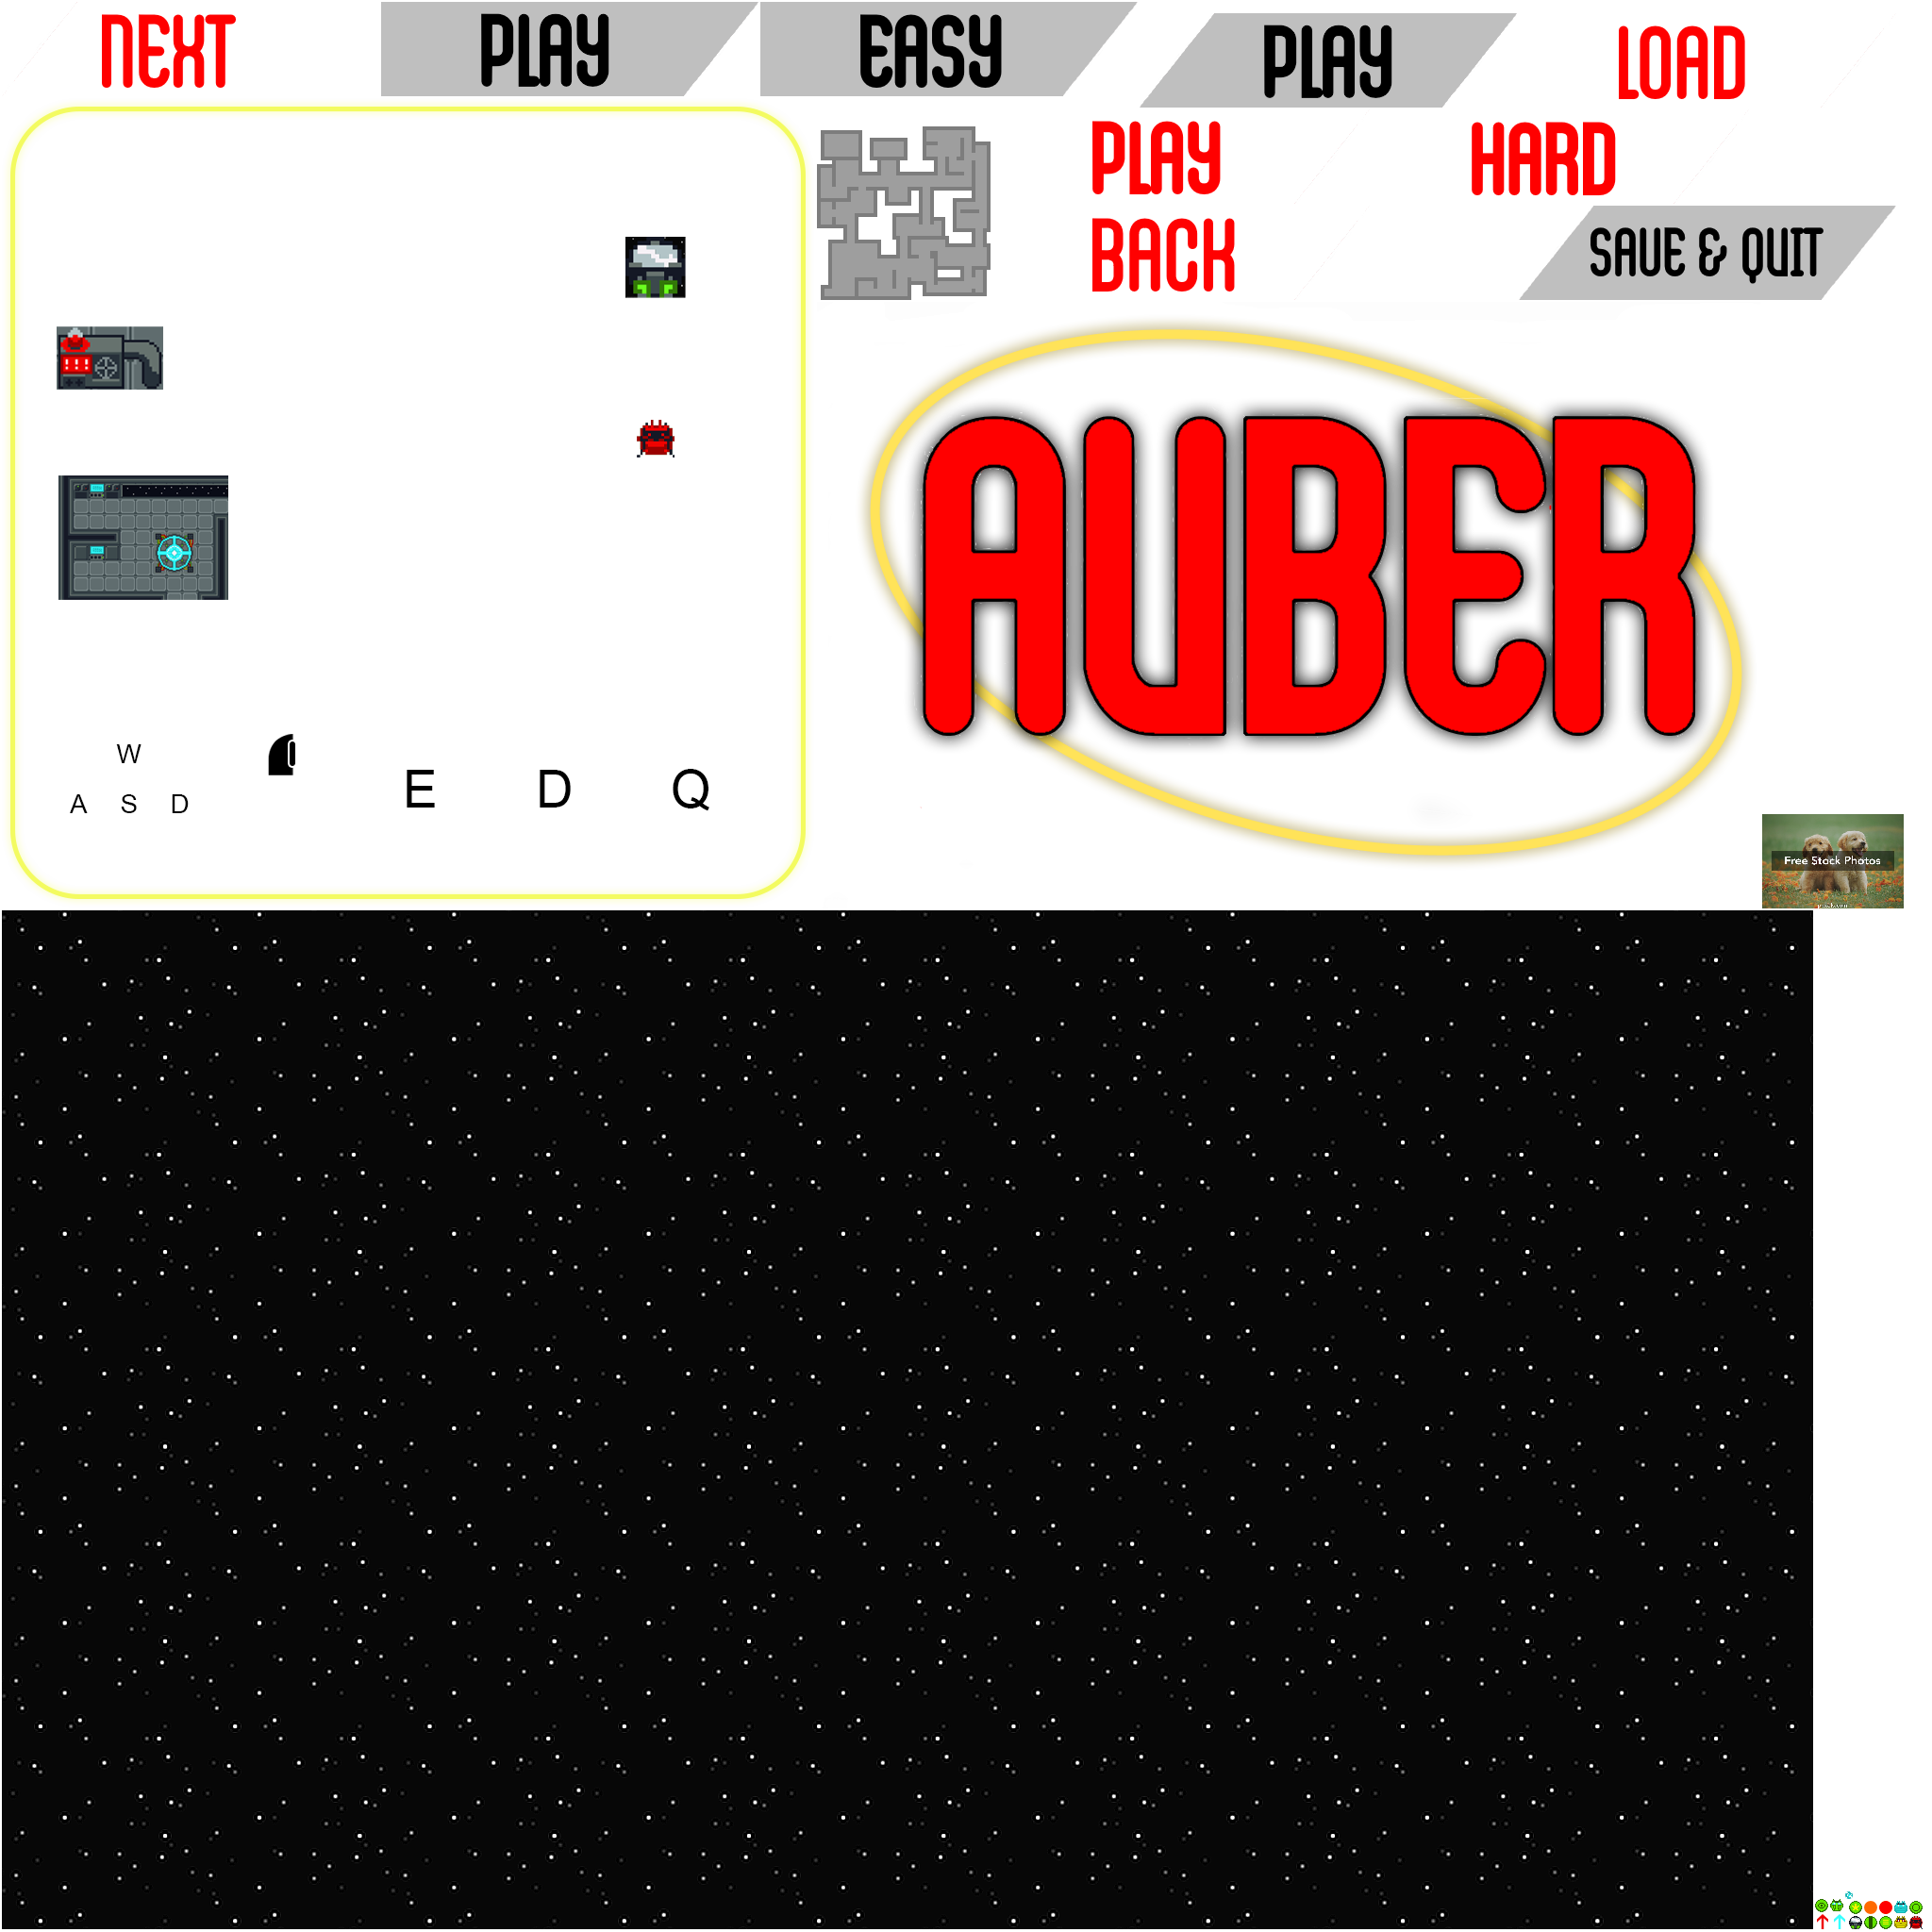 NEXT
PLAY
EASY
PLAY
LOAD
PLAY
HARD
BACK
SAVE & QUIT
AUBER
W
A S D
E
D
Q
Free Stock Photos